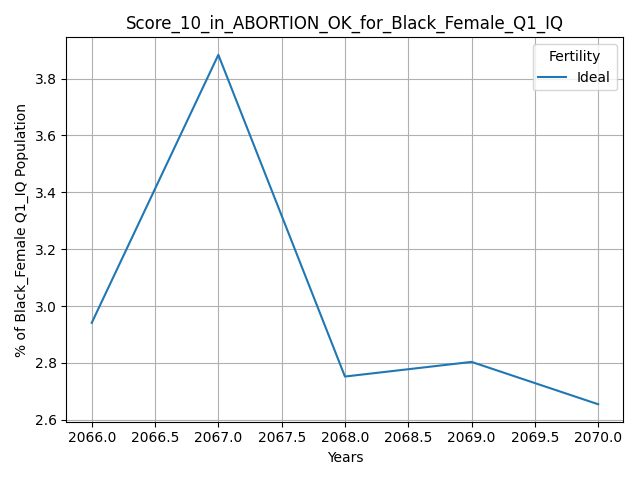 Score_10_in_ABORTION_OK_for_Black_Female_Q1_IQ
Fertility
Ideal
% of Black_Female Q1_IQ Population
3.8
3.6
3.4
3.2
3.0
2.8
2.6
2066.0 2066.5 2067.0 2067.5 2068.0 2068.5 2069.0 2069.5 2070.0
Years